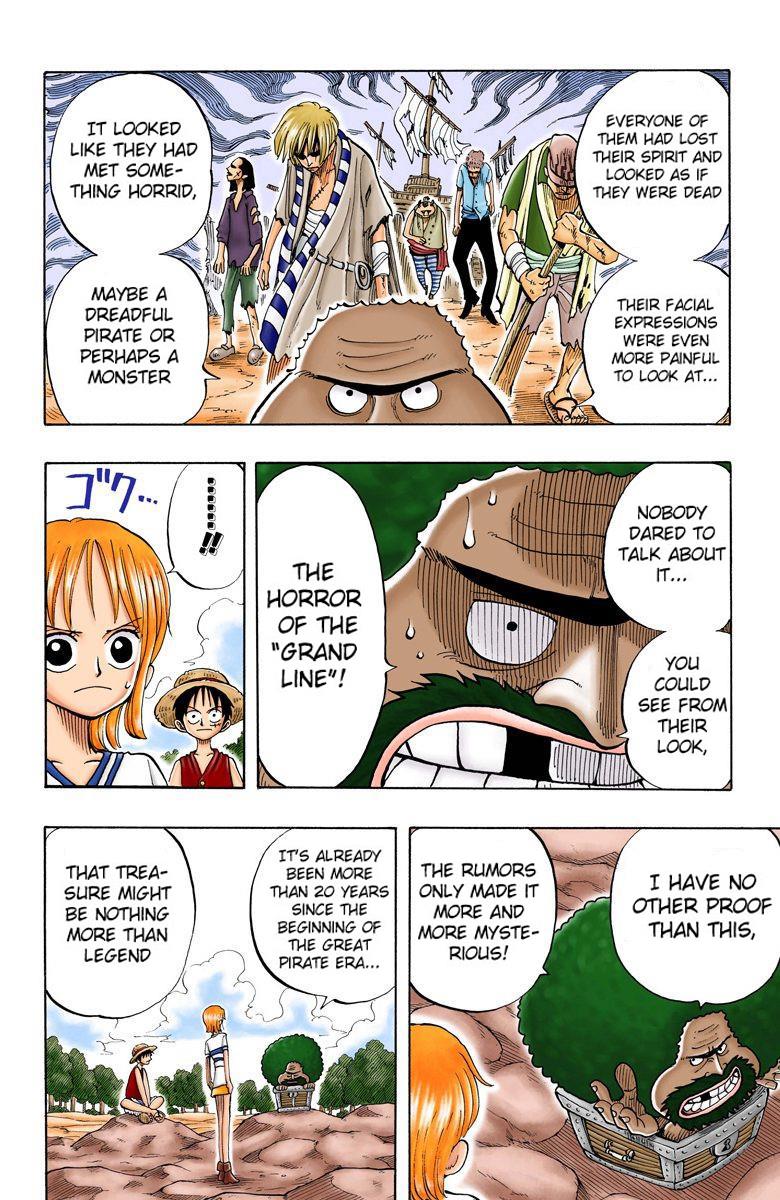 EVERYONE OF
THEM HAD LOST
THEIR SPIRIT AND
LOOKED AS IF
THEY WERE DEAD
THEIR FACIAL
EXPRESSIONS
WERE EVEN
MORE PAINFUL
TO LOOK AT...
IT LOOKED
LIKE THEY HAD
MET SOME-
THING HORRID,
MAYBE A
DREADFUL
PIRATE OR
PERHAPS A
MONSTER
NOBODY
DARED TO
TALK ABOUT
IT...
YOU
COULD
SEE FROM
THEIR
LOOK,
THE
HORROR
OF THE
"GRAND
LINE"!
........!!
ゴク...
I HAVE NO
OTHER PROOF
THAN THIS,
THE RUMORS
ONLY MADE IT
MORE AND
MORE MYSTE-
RIOUS!
IT'S ALREADY
BEEN MORE
THAN 20 YEARS
SINCE THE
BEGINNING OF
THE GREAT
PIRATE ERA...
THAT TREA-
SURE MIGHT
BE NOTHING
MORE THAN
LEGEND